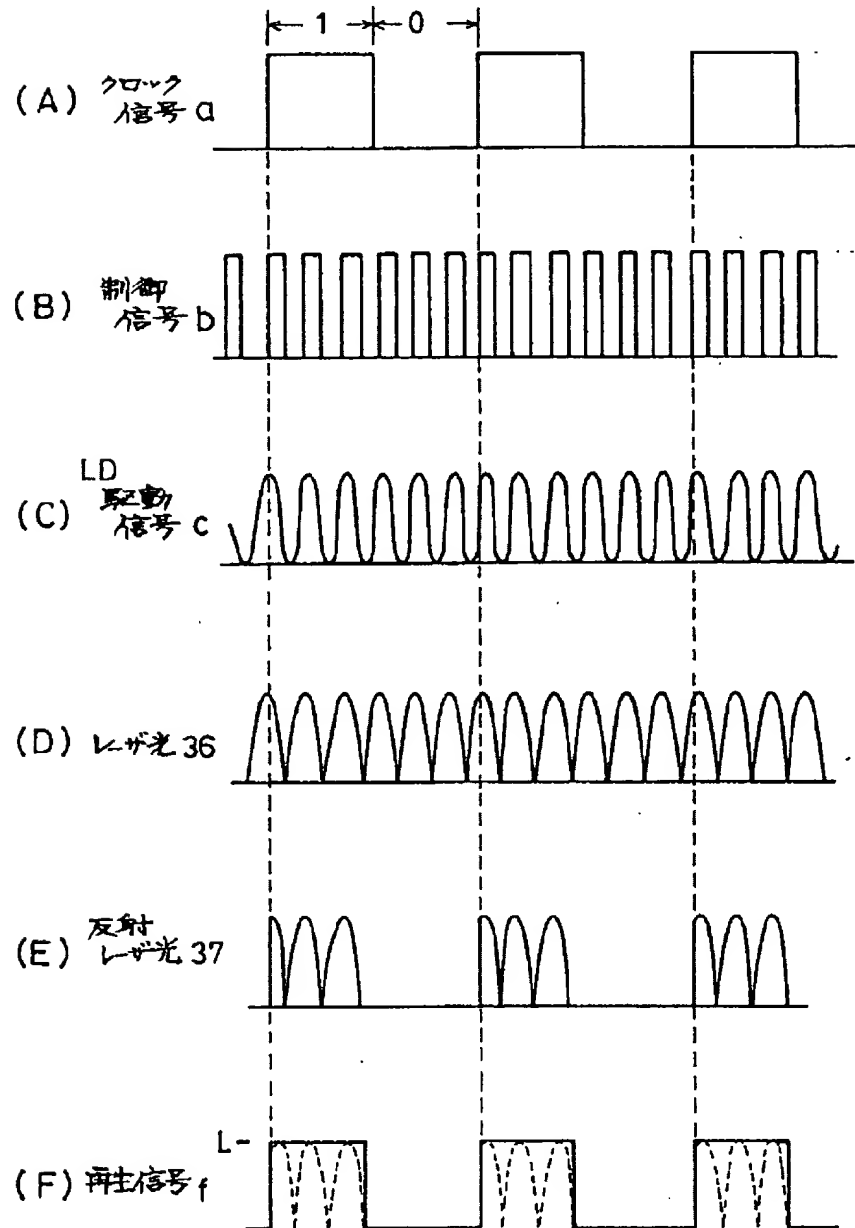 1 0
(A) クロック
信号 a
(B) 制御
信号 b
LD
(C) 駆動
信号 c
(D) レーザ光 36
反射
(E) レーザ光 37
L
(F) 再生信号 f